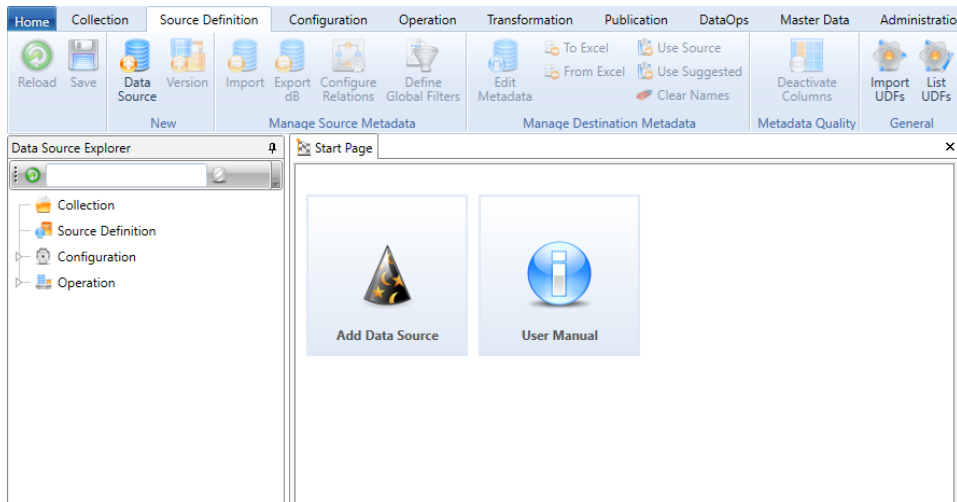 Home Collection Source Definition Configuration Operation Transformation Publication DataOps Master Data Administratio
Reload Save Data Source Version Import Export dB Configure Relations Define Global Filters Edit Metadata To Excel From Excel Use Source Use Suggested Clear Names Deactivate Columns Import UDFs List UDFs
New Manage Source Metadata Manage Destination Metadata Metadata Quality General
Data Source Explorer
Start Page
Collection
Source Definition
Configuration
Operation
Add Data Source User Manual